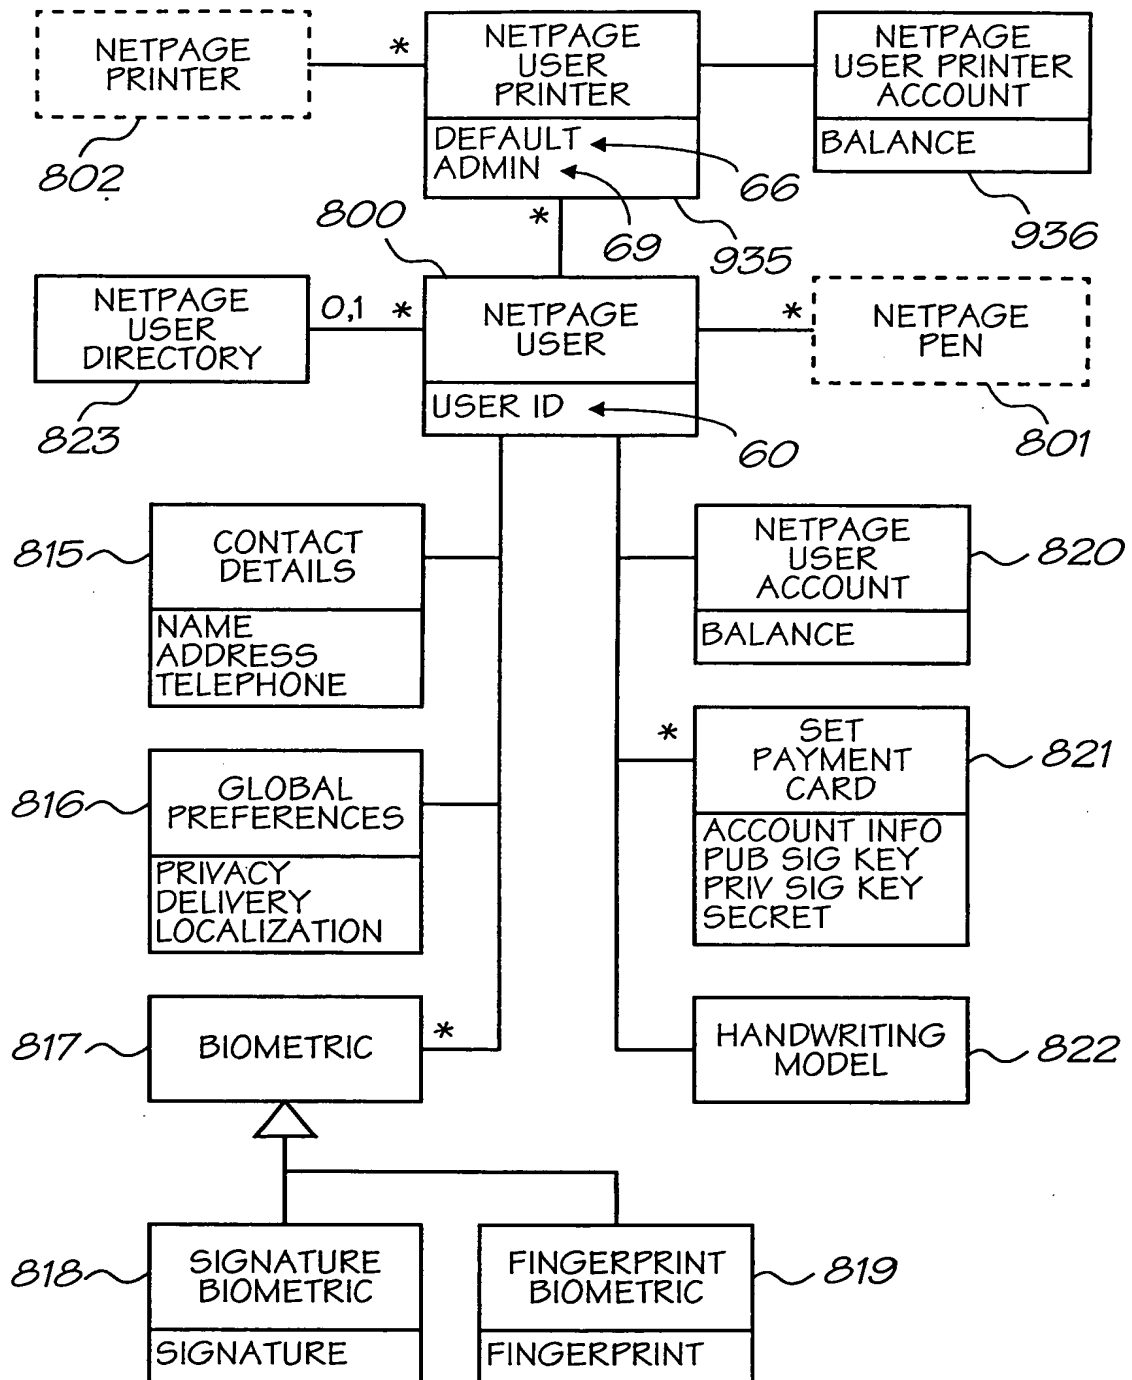 NETPAGE
PRINTER
802
*
NETPAGE
USER
PRINTER
DEFAULT
ADMIN
66
69
935
NETPAGE
USER PRINTER
ACCOUNT
BALANCE
936
*
800
NETPAGE
USER
DIRECTORY
823
0,1 *
NETPAGE
USER
USER ID
60
*
NETPAGE
PEN
801
815
CONTACT
DETAILS
NAME
ADDRESS
TELEPHONE
NETPAGE
USER
ACCOUNT
BALANCE
820
816
GLOBAL
PREFERENCES
PRIVACY
DELIVERY
LOCALIZATION
*
SET
PAYMENT
CARD
ACCOUNT INFO
PUB SIG KEY
PRIV SIG KEY
SECRET
821
817
BIOMETRIC
*
HANDWRITING
MODEL
822
818
SIGNATURE
BIOMETRIC
SIGNATURE
FINGERPRINT
BIOMETRIC
FINGERPRINT
819